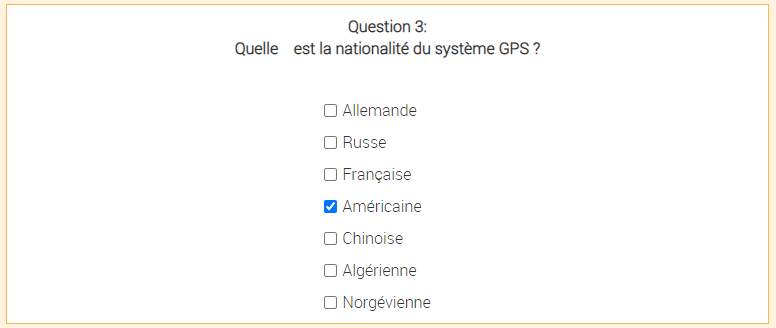 Question 3:
Quelle est la nationalité du système GPS ?
Allemande
Russe
Française
Américaine
Chinoise
Algérienne
Norgévienne